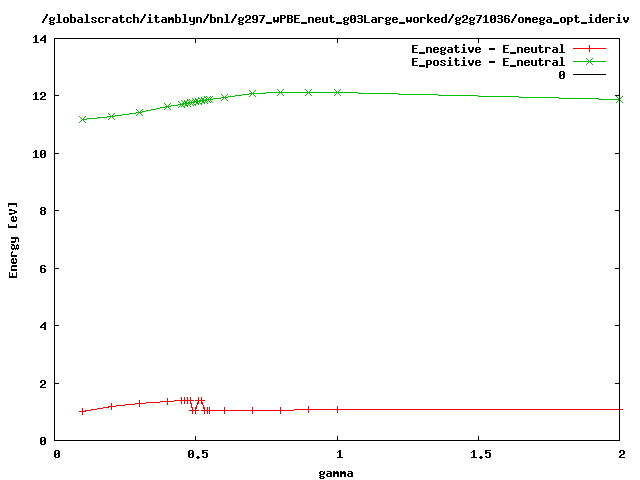 /globalscratch/itamblyn/bnl/g297_wPBE_neut_g03Large_worked/g2g71036/omega_opt_ideriv
E_negative - E_neutral
E_positive - E_neutral
0
14
12
10
8
6
4
2
0
Energy [eV]
0 0.5 1 1.5 2
gamma